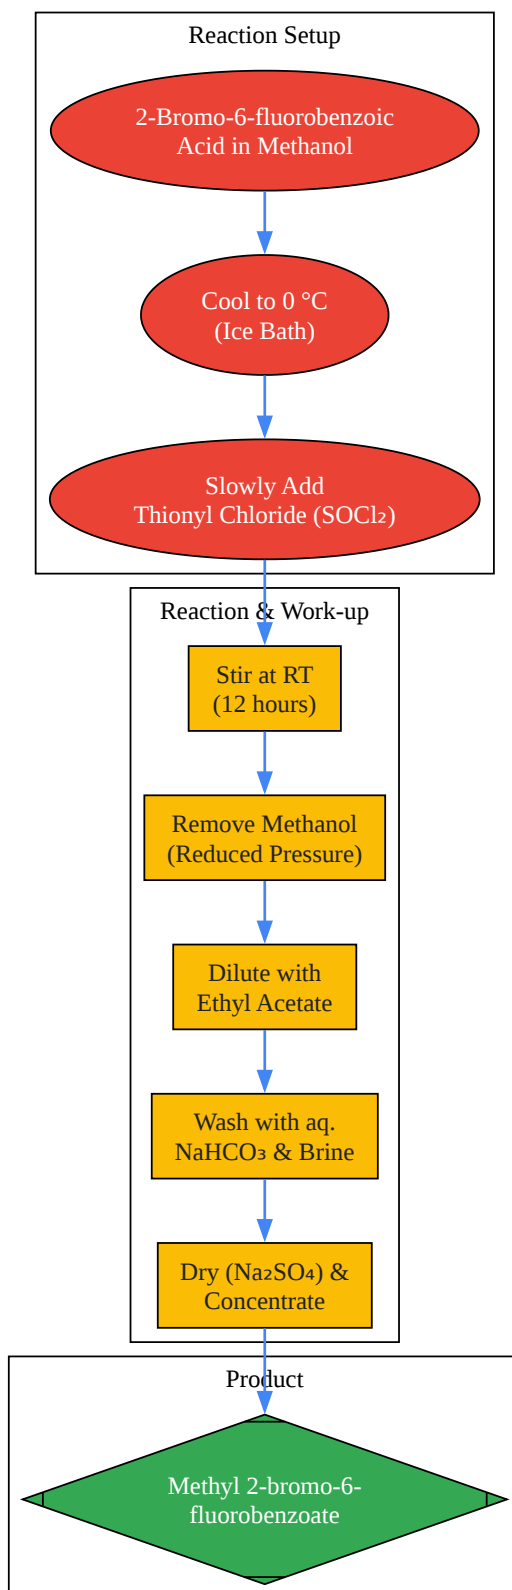 Reaction Setup
2-Bromo-6-fluorobenzoic
Acid in Methanol
Cool to 0 °C
(Ice Bath)
Slowly Add
Thionyl Chloride (SOCl₂)
Reaction & Work-up
Stir at RT
(12 hours)
Remove Methanol
(Reduced Pressure)
Dilute with
Ethyl Acetate
Wash with aq.
NaHCO₃ & Brine
Dry (Na₂SO₄) &
Concentrate
Product
Methyl 2-bromo-6-
fluorobenzoate